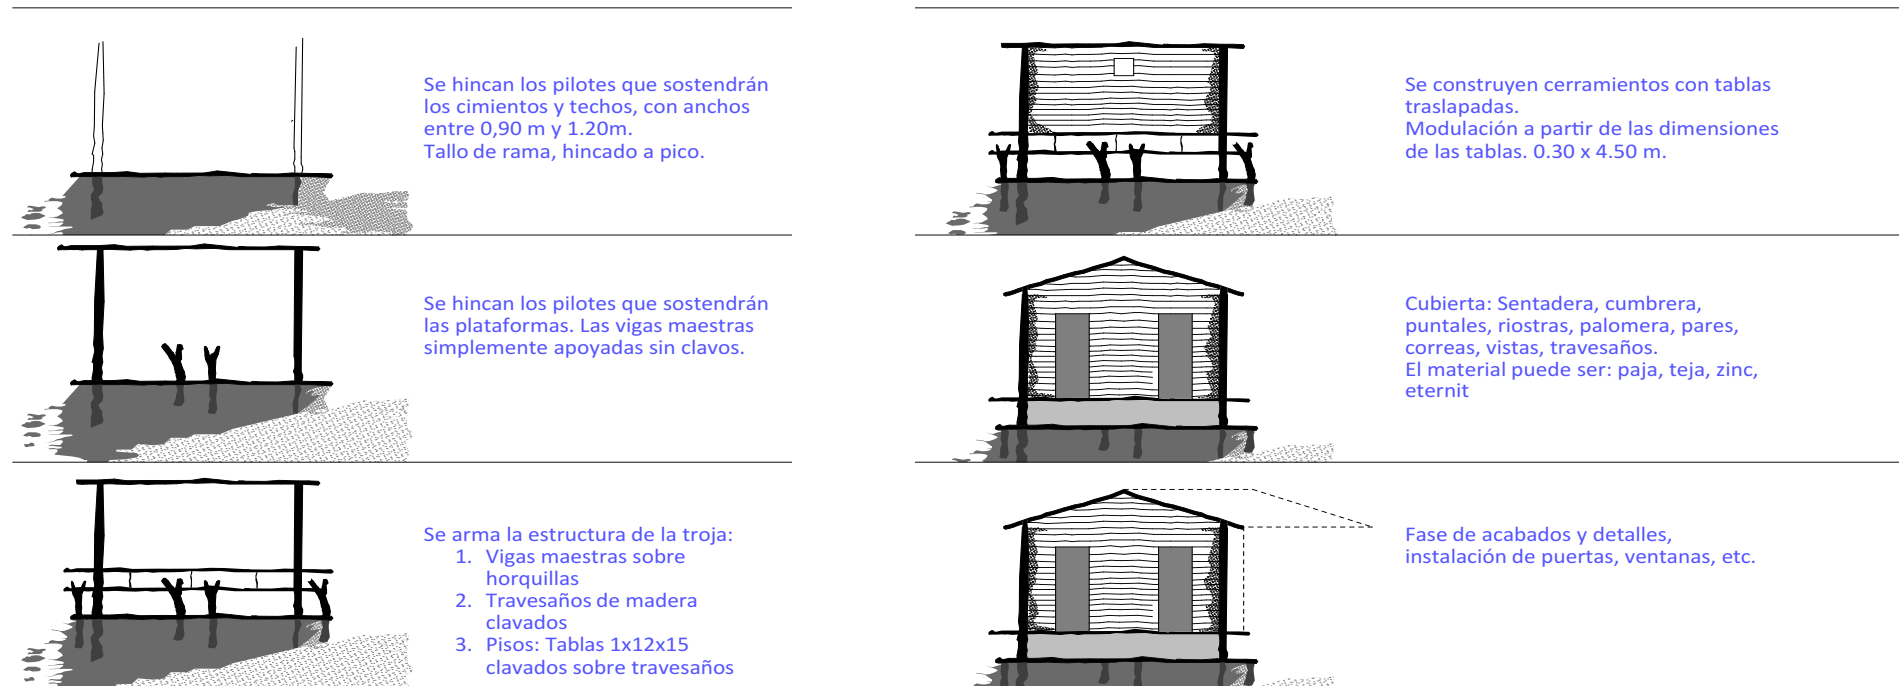 Se hincan los pilotes que sostendrán
los cimientos y techos, con anchos
entre 0,90 m y 1.20m.
Tallo de rama, hincado a pico.
Se hincan los pilotes que sostendrán
las plataformas. Las vigas maestras
simplemente apoyadas sin clavos.
Se arma la estructura de la troja:
1. Vigas maestras sobre
horquillas
2. Travesaños de madera
clavados
3. Pisos: Tablas 1x12x15
clavados sobre travesaños
Se construyen cerramientos con tablas
traslapadas.
Modulación a partir de las dimensiones
de las tablas. 0.30 x 4.50 m.
Cubierta: Sentadera, cumbrera,
puntales, riostras, palomera, pares,
correas, vistas, travesaños.
El material puede ser: paja, teja, zinc,
eternit
Fase de acabados y detalles,
instalación de puertas, ventanas, etc.